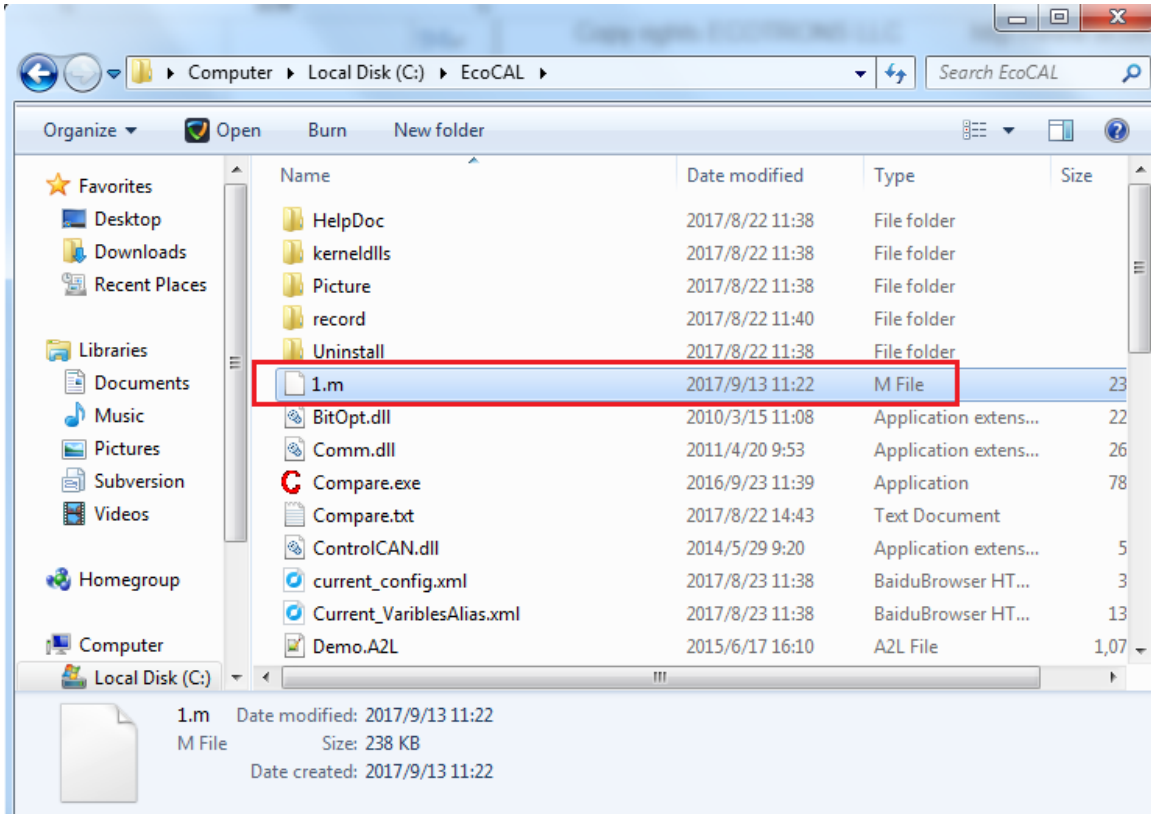 Copy rights ECOTRONS LLC
Computer Local Disk (C:) EcoCAL Search EcoCAL
Organize Open Burn New folder
Name Date modified Type Size
Favorites
Desktop
Downloads
Recent Places
Libraries
Documents
Music
Pictures
Subversion
Videos
Homegroup
Computer
Local Disk (C:)
HelpDoc 2017/8/22 11:38 File folder
kerneldlls 2017/8/22 11:38 File folder
Picture 2017/8/22 11:38 File folder
record 2017/8/22 11:40 File folder
Uninstall 2017/8/22 11:38 File folder
1.m 2017/9/13 11:22 M File 23
BitOpt.dll 2010/3/15 11:08 Application extens... 22
Comm.dll 2011/4/20 9:53 Application extens... 26
Compare.exe 2016/9/23 11:39 Application 78
Compare.txt 2017/8/22 14:43 Text Document
ControlCAN.dll 2014/5/29 9:20 Application extens... 5
current_config.xml 2017/8/23 11:38 BaiduBrowser HT... 3
Current_VariblesAlias.xml 2017/8/23 11:38 BaiduBrowser HT... 13
Demo.A2L 2015/6/17 16:10 A2L File 1,07
1.m Date modified: 2017/9/13 11:22
M File Size: 238 KB
Date created: 2017/9/13 11:22